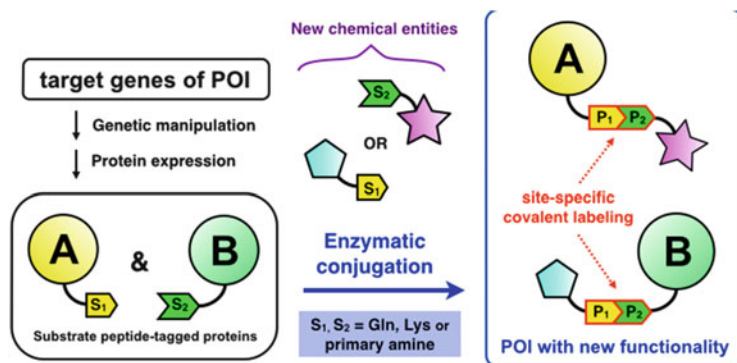 target genes of POI
Genetic manipulation
Protein expression
A
&
B
S₁
S₂
Substrate peptide-tagged proteins
New chemical entities
S₂
OR
S₁
Enzymatic
conjugation
S₁, S₂ = Gln, Lys or
primary amine
A
P₁ P₂
site-specific
covalent labeling
B
P₁ P₂
POI with new functionality